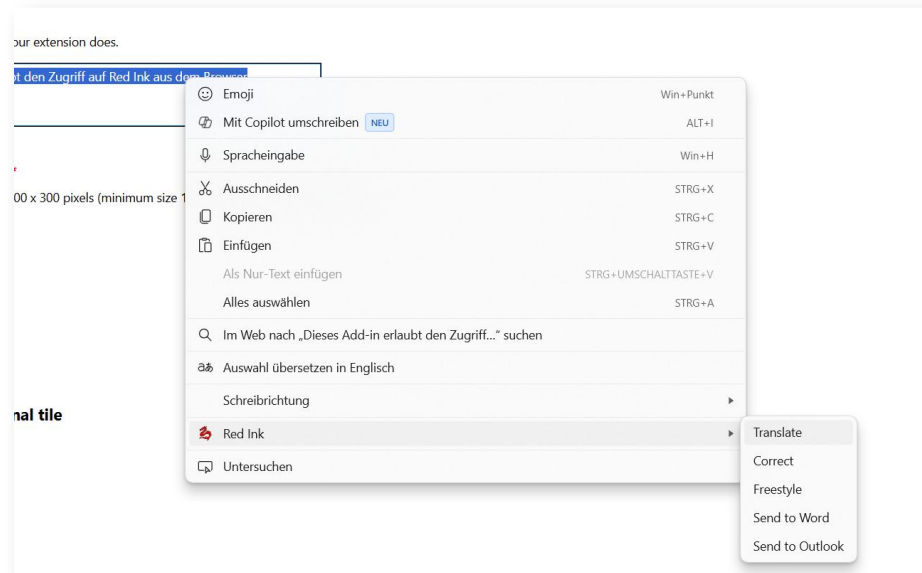 our extension does.
bt den Zugriff auf Red Ink aus dem Browser
Emoji Win+Punkt
Mit Copilot umschreiben NEU ALT+I
Spracheingabe Win+H
Ausschneiden STRG+X
00 x 300 pixels (minimum size 1
Kopieren STRG+C
Einfügen STRG+V
Als Nur-Text einfügen STRG+UMSCHALTTASTE+V
Alles auswählen STRG+A
Im Web nach „Dieses Add-in erlaubt den Zugriff...“ suchen
aあ Auswahl übersetzen in Englisch
Schreibrichtung
nal tile
Red Ink
Untersuchen
Translate
Correct
Freestyle
Send to Word
Send to Outlook